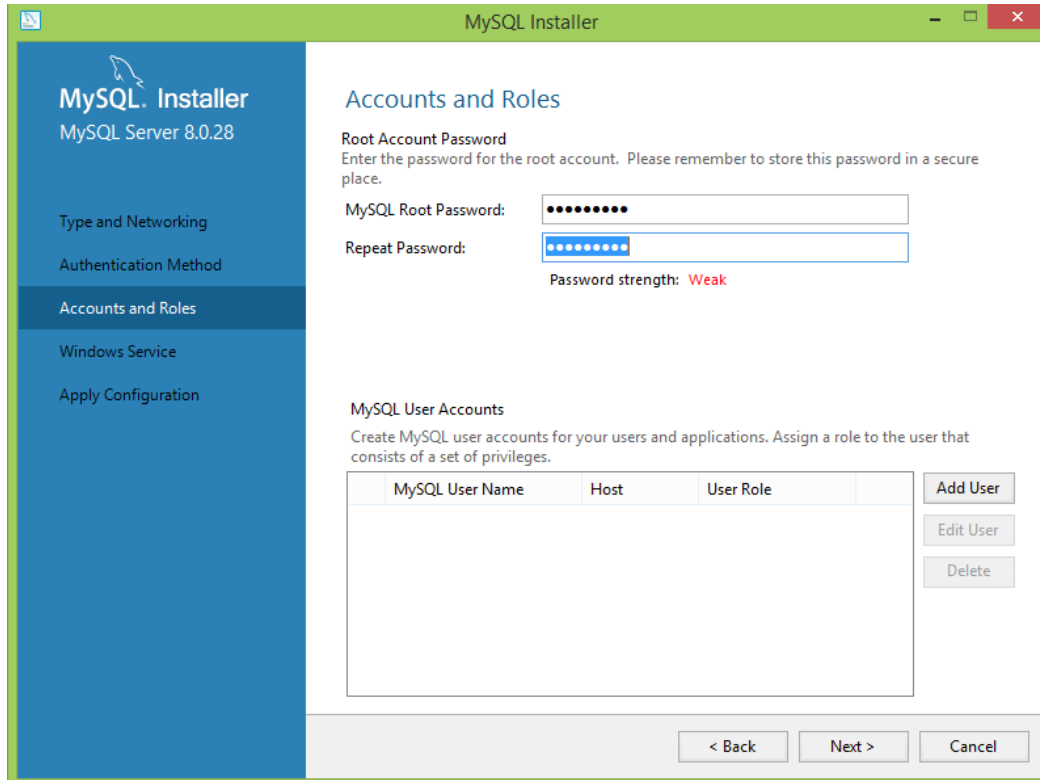 MySQL Installer
MySQL. Installer
MySQL Server 8.0.28
Type and Networking
Authentication Method
Accounts and Roles
Windows Service
Apply Configuration
Accounts and Roles
Root Account Password
Enter the password for the root account.  Please remember to store this password in a secure
place.
MySQL Root Password: •••••••••
Repeat Password: •••••••••
Password strength: Weak
MySQL User Accounts
Create MySQL user accounts for your users and applications. Assign a role to the user that
consists of a set of privileges.
MySQL User Name Host User Role
Add User
Edit User
Delete
< Back Next > Cancel